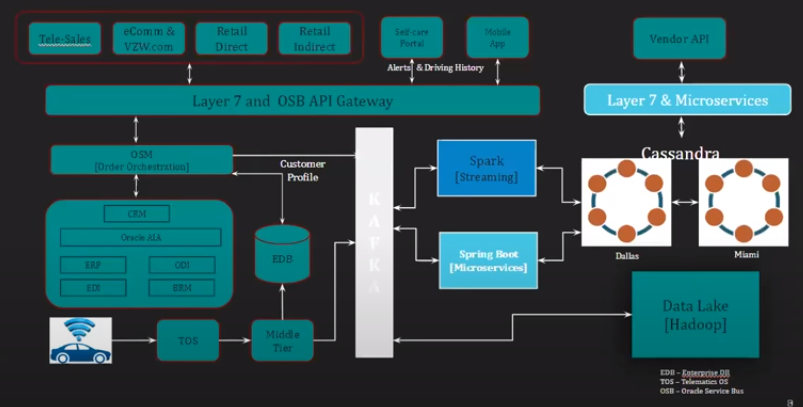 Tele-Sales
eComm &
VZW.com
Retail
Direct
Retail
Indirect
Self-care
Portal
Mobile
App
Vendor API
Alerts & Driving History
Layer 7 and OSB API Gateway
Layer 7 & Microservices
OSM
[Order Orchestration]
Customer
Profile
KAFKA
Spark
[Streaming]
Cassandra
CRM
Oracle AIA
ERP
ODI
EDI
BRM
EDB
Spring Boot
[Microservices]
Dallas
Miami
TOS
Middle
Tier
Data Lake
[Hadoop]
EDB – Enterprise DB
TOS – Telematics OS
OSB – Oracle Service Bus